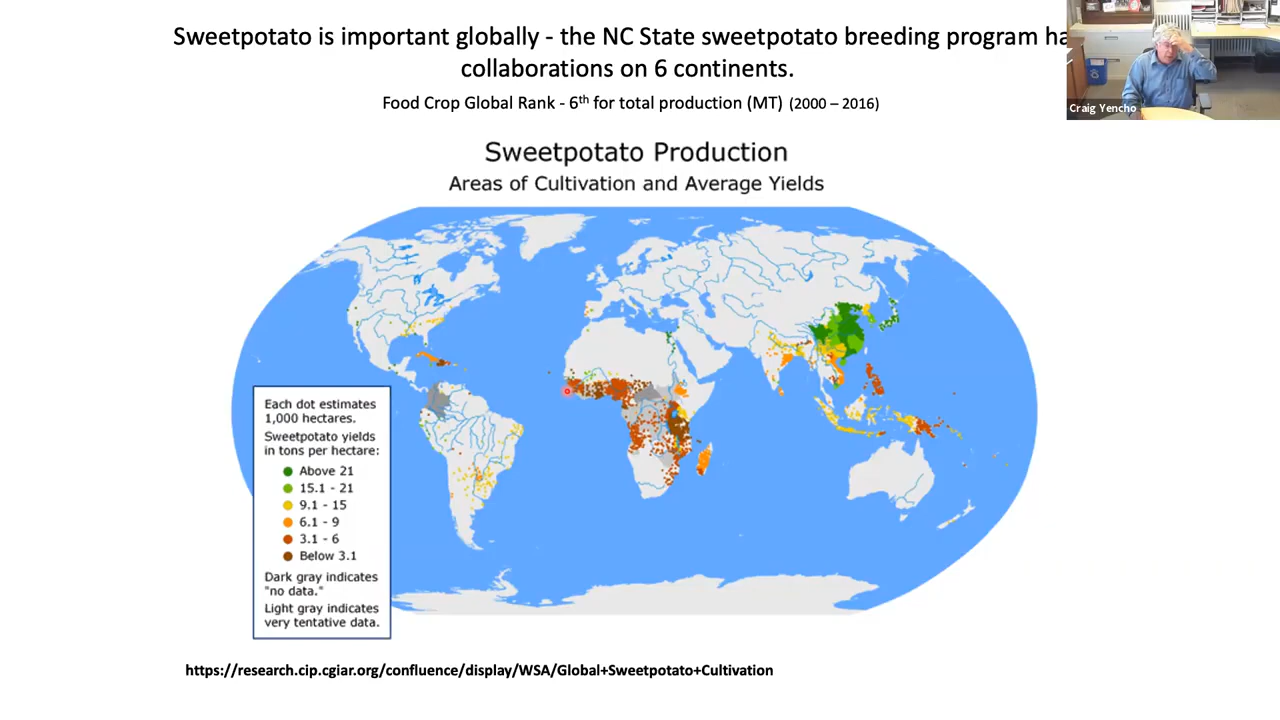 Sweetpotato is important globally - the NC State sweetpotato breeding program ha
collaborations on 6 continents.
Food Crop Global Rank - 6th for total production (MT) (2000 – 2016)
Craig Yencho
Sweetpotato Production
Areas of Cultivation and Average Yields
Each dot estimates
1,000 hectares.
Sweetpotato yields
in tons per hectare:
Above 21
15.1 - 21
9.1 - 15
6.1 - 9
3.1 - 6
Below 3.1
Dark gray indicates
"no data."
Light gray indicates
very tentative data.
https://research.cip.cgiar.org/confluence/display/WSA/Global+Sweetpotato+Cultivation